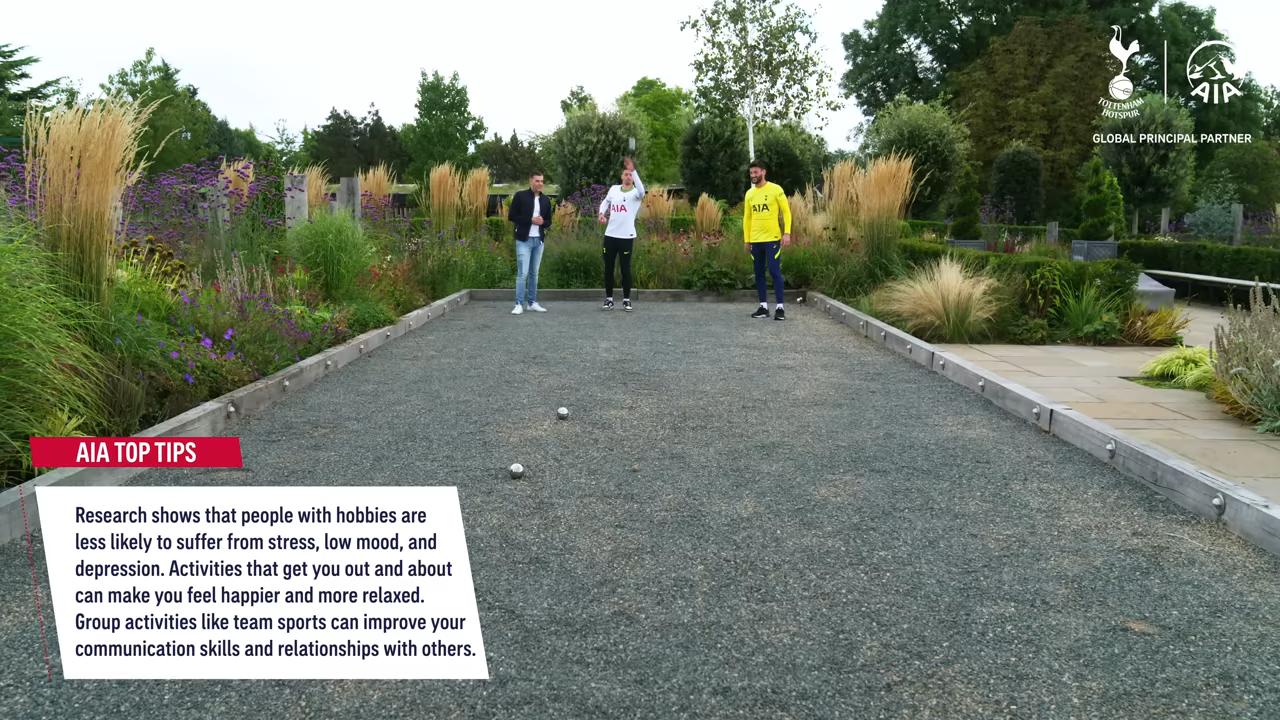 TOTTENHAM
HOTSPUR
AIA
GLOBAL PRINCIPAL PARTNER
AIA
AIA
AIA TOP TIPS
Research shows that people with hobbies are
less likely to suffer from stress, low mood, and
depression. Activities that get you out and about
can make you feel happier and more relaxed.
Group activities like team sports can improve your
communication skills and relationships with others.